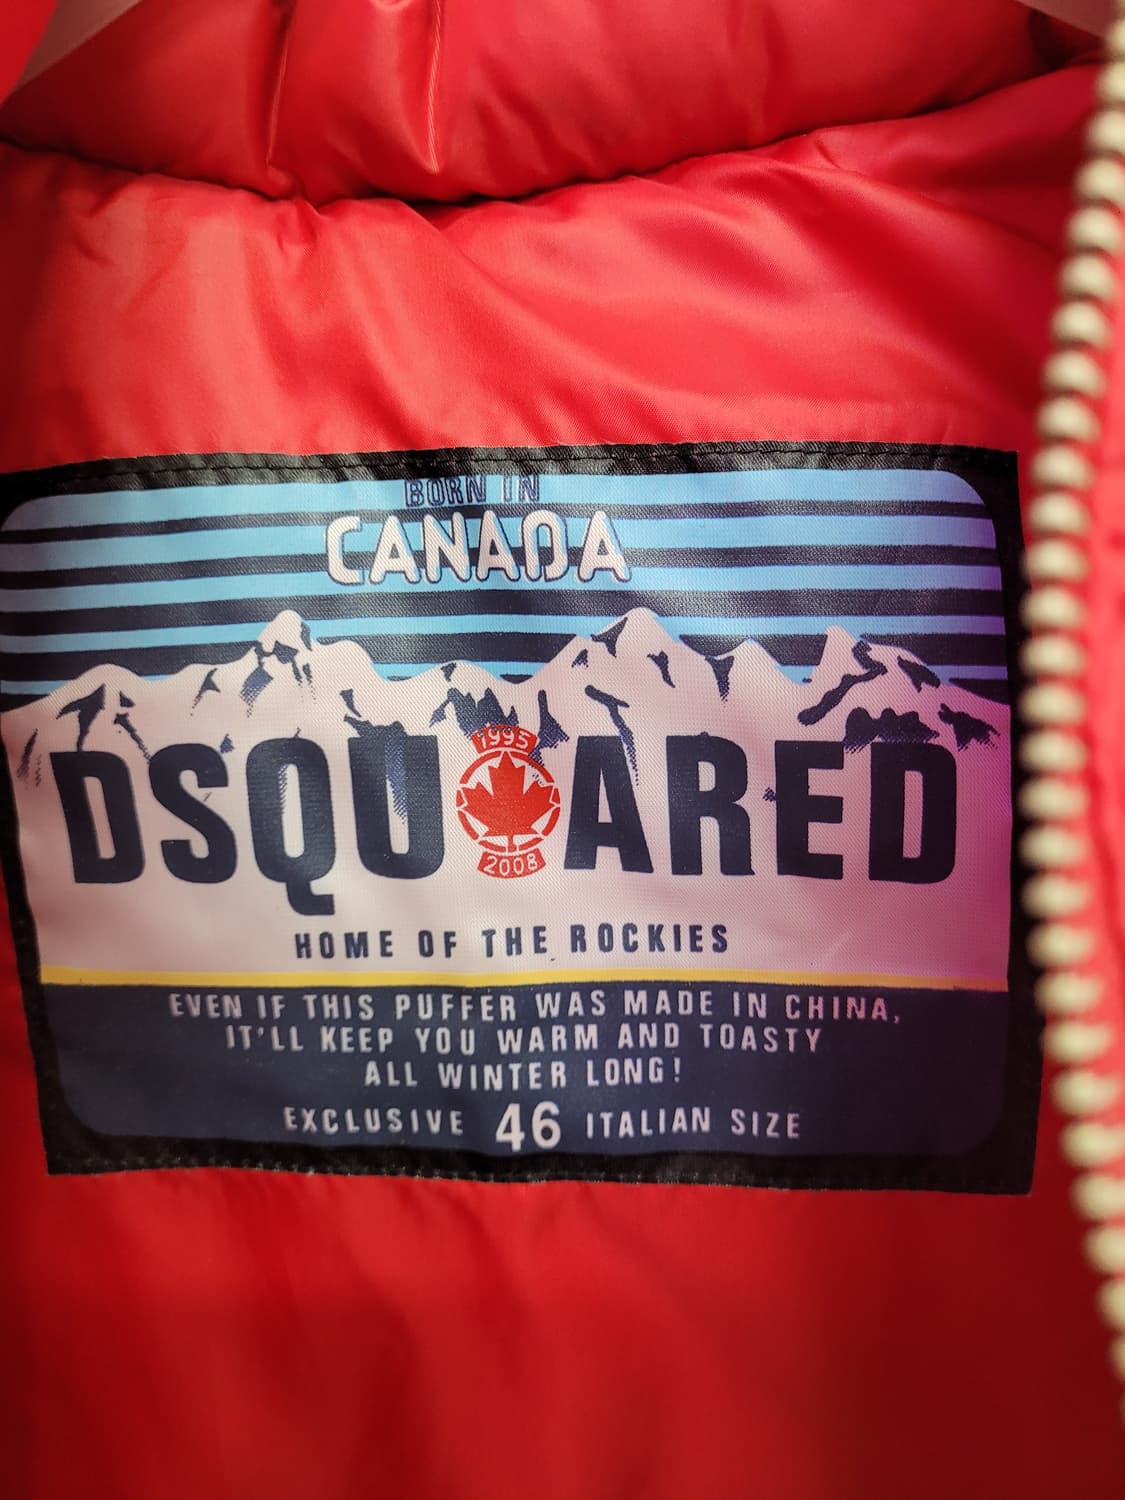 BORN IN
CANADA
1995
DSQU ARED
2008
HOME OF THE ROCKIES
EVEN IF THIS PUFFER WAS MADE IN CHINA,
IT'LL KEEP YOU WARM AND TOASTY
ALL WINTER LONG!
EXCLUSIVE 46 ITALIAN SIZE